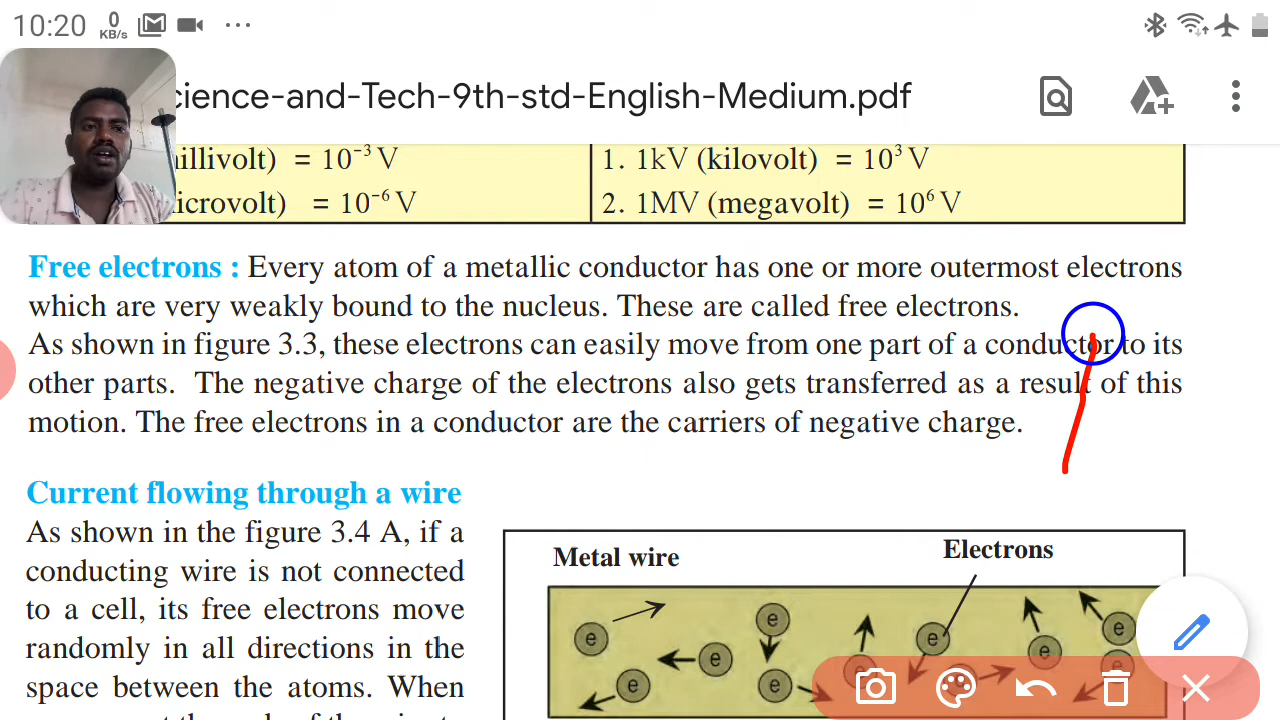 10:20 0 KB/s ...
cience-and-Tech-9th-std-English-Medium.pdf
illivolt) = 10⁻³ V
icrovolt) = 10⁻⁶ V
1. 1kV (kilovolt) = 10³ V
2. 1MV (megavolt) = 10⁶ V
Free electrons : Every atom of a metallic conductor has one or more outermost electrons
which are very weakly bound to the nucleus. These are called free electrons.
As shown in figure 3.3, these electrons can easily move from one part of a conductor to its
other parts. The negative charge of the electrons also gets transferred as a result of this
motion. The free electrons in a conductor are the carriers of negative charge.
Current flowing through a wire
As shown in the figure 3.4 A, if a
conducting wire is not connected
to a cell, its free electrons move
randomly in all directions in the
space between the atoms. When
Metal wire
Electrons
e
e
e
e
e
e
e
e